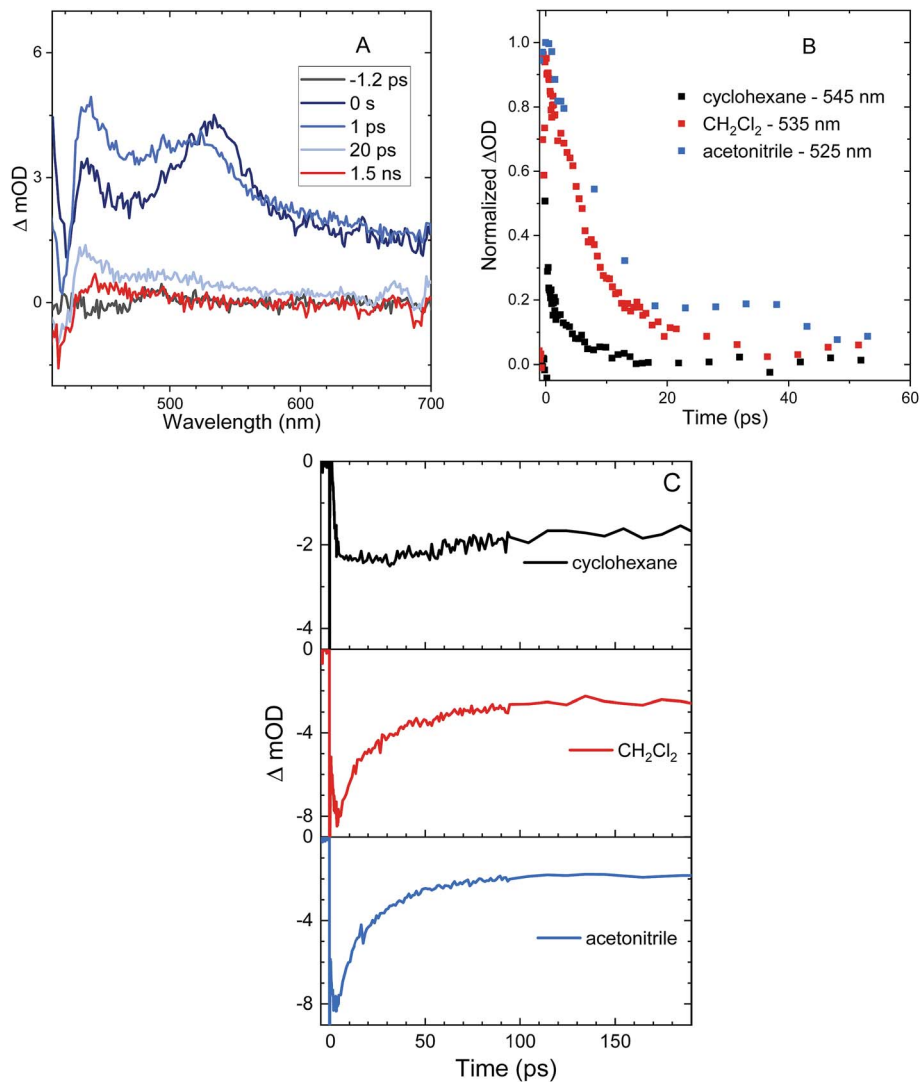 A
-1.2 ps
0 s
1 ps
20 ps
1.5 ns
6
3
0
Δ mOD
500
600
700
Wavelength (nm)
B
cyclohexane - 545 nm
CH₂Cl₂ - 535 nm
acetonitrile - 525 nm
1.0
0.8
0.6
0.4
0.2
0.0
Normalized ΔOD
0
20
40
60
Time (ps)
C
0
-2
-4
cyclohexane
0
-4
-8
CH₂Cl₂
Δ mOD
0
-4
-8
acetonitrile
0
50
100
150
Time (ps)